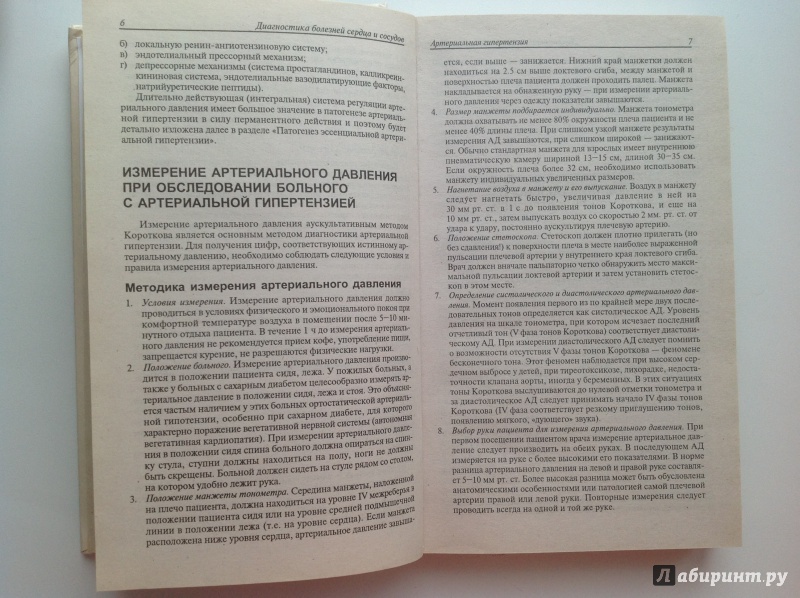 6
Диагностика болезней сердца и сосудов
б) локальную ренин-ангиотензиновую систему;
в) эндотелиальный прессорный механизм;
г) депрессорные механизмы (система простагландинов, калликреин-
кининовая система, эндотелиальные вазодилатирующие факторы,
натрийуретические пептиды).
Длительно действующая (интегральная) система регуляции арте-
риального давления имеет большое значение в патогенезе артериаль-
ной гипертензии в силу перманентного действия и поэтому будет
детально изложена далее в разделе «Патогенез эссенциальной артери-
альной гипертензии».
ИЗМЕРЕНИЕ АРТЕРИАЛЬНОГО ДАВЛЕНИЯ
ПРИ ОБСЛЕДОВАНИИ БОЛЬНОГО
С АРТЕРИАЛЬНОЙ ГИПЕРТЕНЗИЕЙ
Измерение артериального давления аускультативным методом
Короткова является основным методом диагностики артериальной
гипертензии. Для получения цифр, соответствующих истинному ар-
териальному давлению, необходимо соблюдать следующие условия и
правила измерения артериального давления.
Методика измерения артериального давления
1. Условия измерения. Измерение артериального давления должно
проводиться в условиях физического и эмоционального покоя при
комфортной температуре воздуха в помещении после 5–10 ми-
нутного отдыха пациента. В течение 1 ч до измерения артериаль-
ного давления не рекомендуется прием кофе, употребление пищи,
запрещается курение, не разрешаются физические нагрузки.
2. Положение больного. Измерение артериального давления произво-
дится в положении пациента сидя, лежа. У пожилых больных, а
также у больных с сахарным диабетом целесообразно измерять ар-
териальное давление в положении сидя, лежа и стоя. Это объясня-
ется частым наличием у этих больных ортостатической артериаль-
ной гипотензии, особенно при сахарном диабете, для которого
характерно поражение вегетативной нервной системы (автономная
вегетативная кардиопатия). При измерении артериального давле-
ния в положении сидя спина больного должна опираться на спин-
ку стула, ступни должны находиться на полу, ноги не должны
быть скрещены. Больной должен сидеть на стуле рядом со столом,
на котором удобно лежит рука.
3. Положение манжеты тонометра. Середина манжеты, наложенной
на плечо пациента, должна находиться на уровне IV межреберья в
положении пациента сидя или на уровне средней подмышечной
линии в положении лежа (т.е. на уровне сердца). Если манжета
расположена ниже уровня сердца, артериальное давление завыша-
Артериальная гипертензия
7
ется, если выше — занижается. Нижний край манжетки должен
находиться на 2.5 см выше локтевого сгиба, между манжетой и
поверхностью плеча пациента должен проходить палец. Манжета
накладывается на обнаженную руку — при измерении артериаль-
ного давления через одежду показатели завышаются.
4. Размер манжеты подбирается индивидуально. Манжета тонометра
должна охватывать не менее 80% окружности плеча пациента и не
менее 40% длины плеча. При слишком узкой манжете результаты
измерения АД завышаются, при слишком широкой — занижают-
ся. Обычно стандартная манжета для взрослых имеет внутреннюю
пневматическую камеру шириной 13–15 см, длиной 30–35 см.
Если окружность плеча более 32 см, необходимо использовать
манжету индивидуальных увеличенных размеров.
5. Нагнетание воздуха в манжету и его выпускание. Воздух в манжету
следует нагнетать быстро, увеличивая давление в ней на
30 мм рт. ст. а 1 с до появления тонов Короткова, и еще на
10 мм рт. ст., затем выпускать воздух со скоростью 2 мм. рт. ст. от
удара к удару, постоянно аускультируя плечевую артерию.
6. Положение стетоскопа. Стетоскоп должен плотно прилегать (но
без сдавления) к поверхности плеча в месте наиболее выраженной
пульсации плечевой артерии у внутреннего края локтевого сгиба.
Врач должен вначале пальпаторно четко обнаружить место макси-
мальной пульсации локтевой артерии и затем установить стетос-
коп в этом месте.
7. Определение систолического и диастолического артериального давле-
ния. Момент появления первого из по крайней мере двух последо-
вательных тонов определяется как систолическое АД. Уровень
давления на шкале тонометра, при котором исчезает последний
отчетливый тон (V фаза тонов Короткова) соответствует диастоли-
ческому АД. При измерении диастолического АД следует помнить
о возможности отсутствия V фазы тонов Короткова — феномене
бесконечного тона. Этот феномен наблюдается при высоком сер-
дечном выбросе у детей, при тиреотоксикозе, лихорадке, недоста-
точности клапана аорты, иногда у беременных. В этих ситуациях
тоны Короткова выслушиваются до нулевой отметки тонометра и
за диастолическое АД следует принимать начало IV фазы тонов
Короткова (IV фаза соответствует резкому приглушению тонов,
появлению мягкого, «дующего» звука).
8. Выбор руки пациента для измерения артериального давления. При
первом посещении пациентом врача измерение артериальное дав-
ление следует производить на обеих руках. В последующем АД
измеряется на руке с более высокими его показателями. В норме
разница артериального давления на левой и правой руке составля-
ет 5–10 мм рт. ст. Более высокая разница может быть обусловлена
анатомическими особенностями или патологией самой плечевой
артерии правой или левой руки. Повторные измерения следует
проводить всегда на одной и той же руке.
Лабиринт.ру